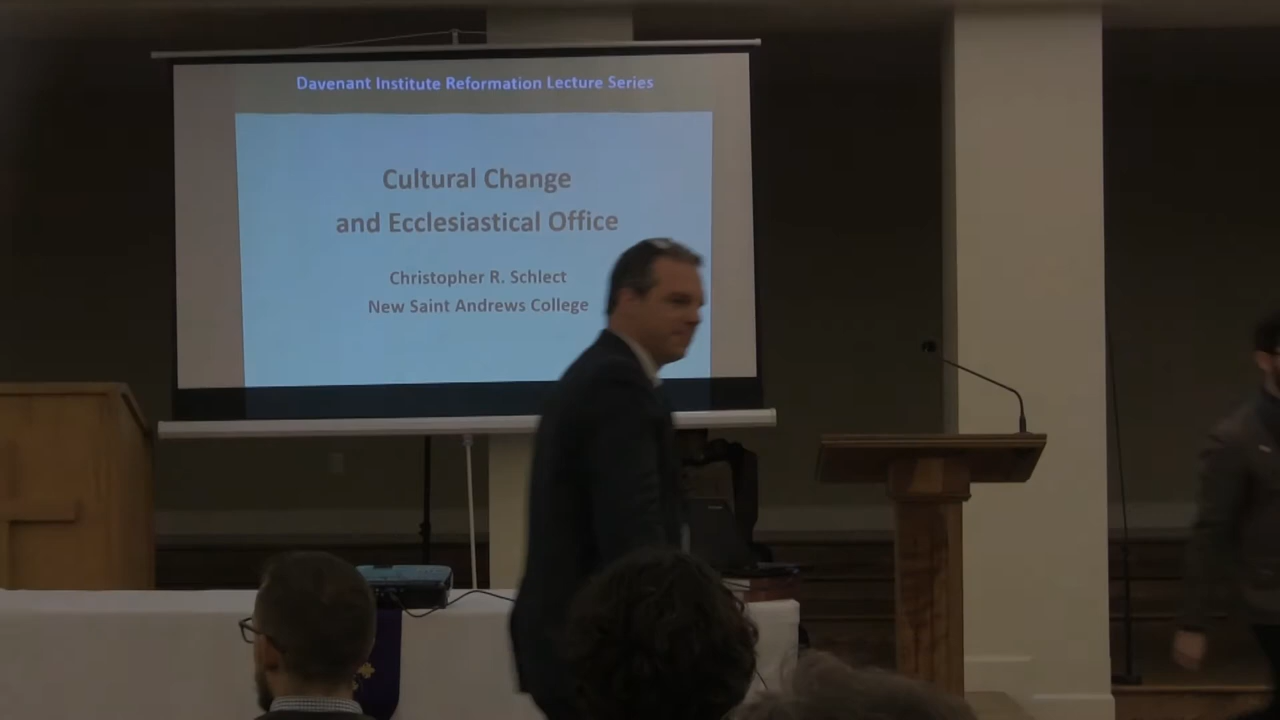 Davenant Institute Reformation Lecture Series
Cultural Change
and Ecclesiastical Office
Christopher R. Schlect
New Saint Andrews College